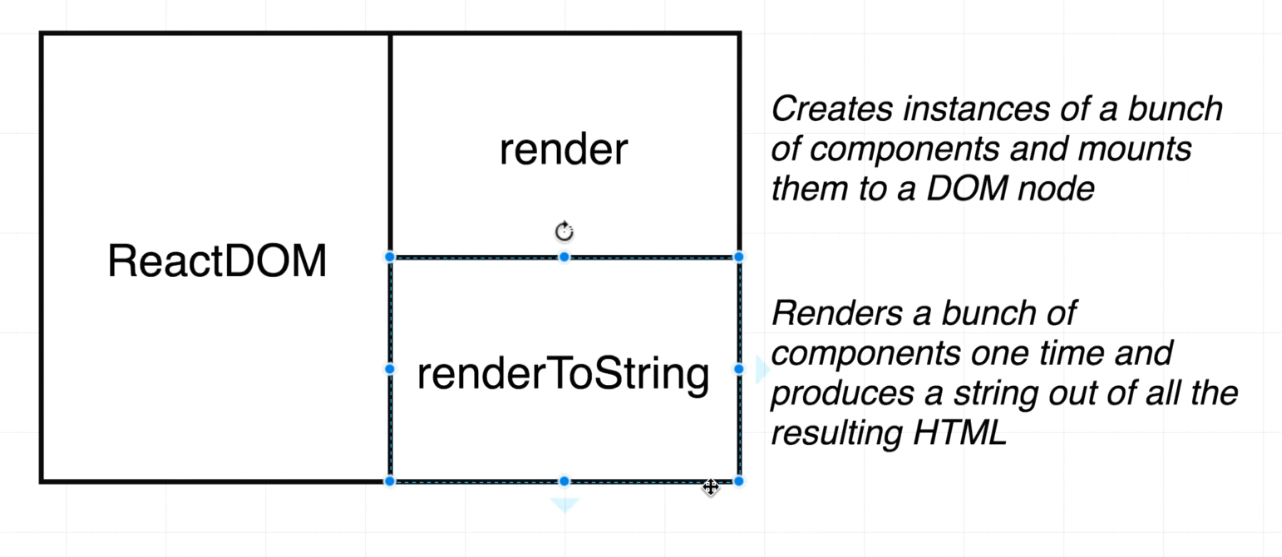 ReactDOM
render
Creates instances of a bunch
of components and mounts
them to a DOM node
renderToString
Renders a bunch of
components one time and
produces a string out of all the
resulting HTML